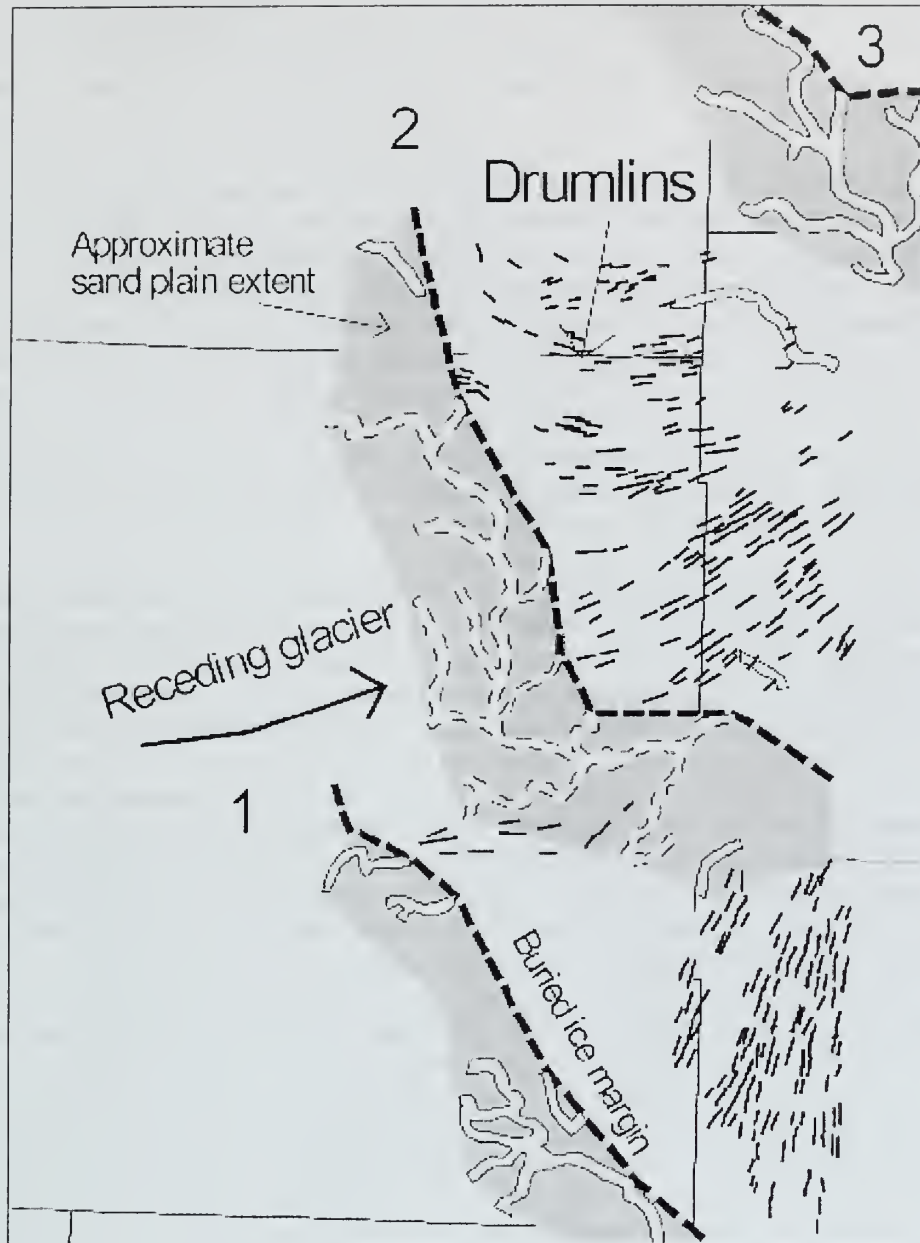 3
2
Drumlins
Approximate
sand plain extent
Receding glacier
1
Buried ice margin